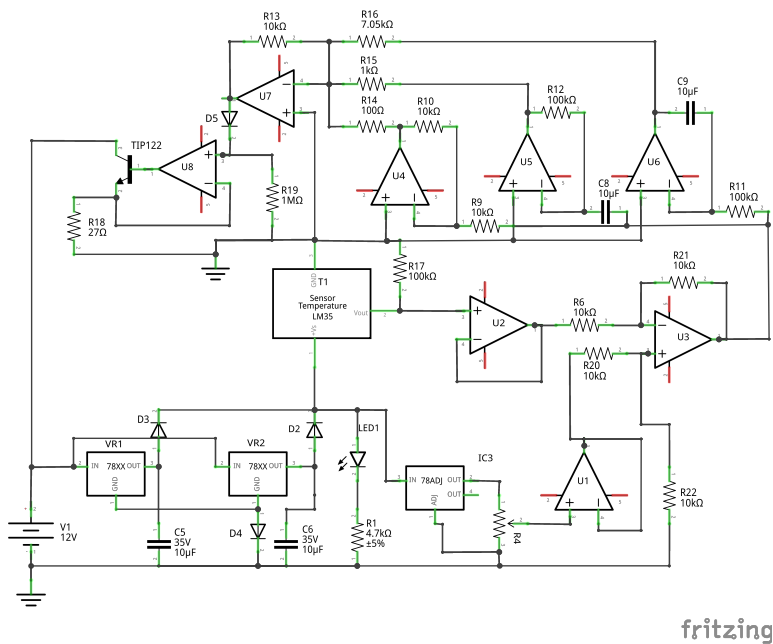 R13
10kΩ
R16
7.05kΩ
R15
1kΩ
R14
100Ω
R10
10kΩ
R12
100kΩ
C9
10µF
U7
D5
TIP122
U8
R19
1MΩ
R18
27Ω
U4
U5
U6
C8
10µF
R9
10kΩ
R11
100kΩ
R17
100kΩ
GND
T1
Sensor
Temperature
LM35
Vout
+Vs
U2
R6
10kΩ
R21
10kΩ
R20
10kΩ
U3
D3
VR1
IN
78XX
OUT
GND
VR2
IN
78XX
OUT
GND
D2
LED1
IC3
IN
78ADJ
OUT
OUT
ADJ
U1
R22
10kΩ
V1
12V
C5
35V
10µF
D4
C6
35V
10µF
R1
4.7kΩ
±5%
R4
fritzing